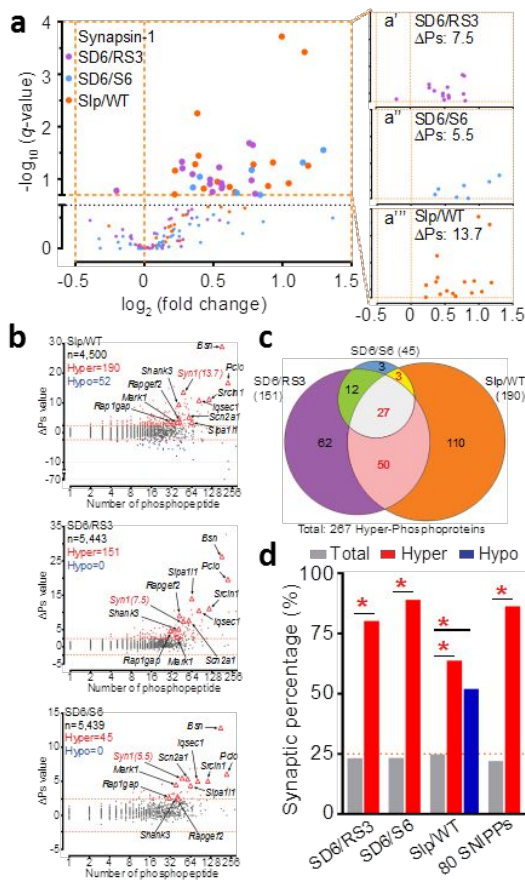 a
Synapsin-1
SD6/RS3
SD6/S6
Slp/WT
4
3
2
1
0
-log10 (q-value)
-0.5 0.0 0.5 1.0 1.5
log2 (fold change)
a'
SD6/RS3
ΔPs: 7.5
a''
SD6/S6
ΔPs: 5.5
a'''
Slp/WT
ΔPs: 13.7
0.0 0.5 1.0 1.5
b
Slp/WT
n=4,500
Hyper=190
Hypo=52
Bsn
Pclo
Syn1(13.7)
Shank3
Rapgef2
Mark1
Rap1gap
Srcin1
Iqsec1
Scn2a1
Sipa1l1
30
25
20
15
10
5
0
-5
-10
-70
ΔPs value
1 2 4 8 16 32 64 128 256
Number of phosphopeptide
SD6/RS3
n=5,443
Hyper=151
Hypo=0
Bsn
Pclo
Sipa1l1
Rapgef2
Syn1(7.5)
Shank3
Srcin1
Iqsec1
Scn2a1
Rap1gap
Mark1
35
30
25
20
15
10
5
0
-5
ΔPs value
1 2 4 8 16 32 64 128 256
Number of phosphopeptide
SD6/S6
n=5,439
Hyper=45
Hypo=0
Bsn
Iqsec1
Syn1(5.5)
Scn2a1
Srcin1
Pclo
Mark1
Rap1gap
Sipa1l1
Shank3
Rapgef2
15
10
5
0
-5
ΔPs value
1 2 4 8 16 32 64 128 256
Number of phosphopeptide
c
SD6/S6 (45)
SD6/RS3
(151)
Slp/WT
(190)
3
12
3
27
62
50
110
Total: 267 Hyper-Phosphoproteins
d
Total Hyper Hypo
100
75
50
25
0
Synaptic percentage (%)
* * * * *
SD6/RS3
SD6/S6
Slp/WT
80 SNIPPs